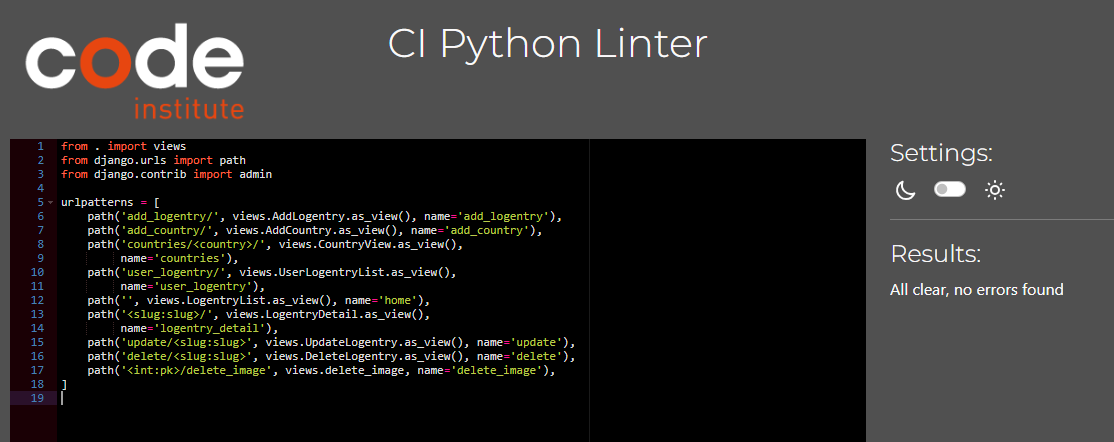 code
institute
CI Python Linter
1 from . import views
2 from django.urls import path
3 from django.contrib import admin
4
5 urlpatterns = [
6     path('add_logentry/', views.AddLogentry.as_view(), name='add_logentry'),
7     path('add_country/', views.AddCountry.as_view(), name='add_country'),
8     path('countries/<country>/', views.CountryView.as_view(),
9          name='countries'),
10     path('user_logentry/', views.UserLogentryList.as_view(),
11          name='user_logentry'),
12     path('', views.LogentryList.as_view(), name='home'),
13     path('<slug:slug>/', views.LogentryDetail.as_view(),
14          name='logentry_detail'),
15     path('update/<slug:slug>', views.UpdateLogentry.as_view(), name='update'),
16     path('delete/<slug:slug>', views.DeleteLogentry.as_view(), name='delete'),
17     path('<int:pk>/delete_image', views.delete_image, name='delete_image'),
18 ]
19
Settings:
Results:
All clear, no errors found